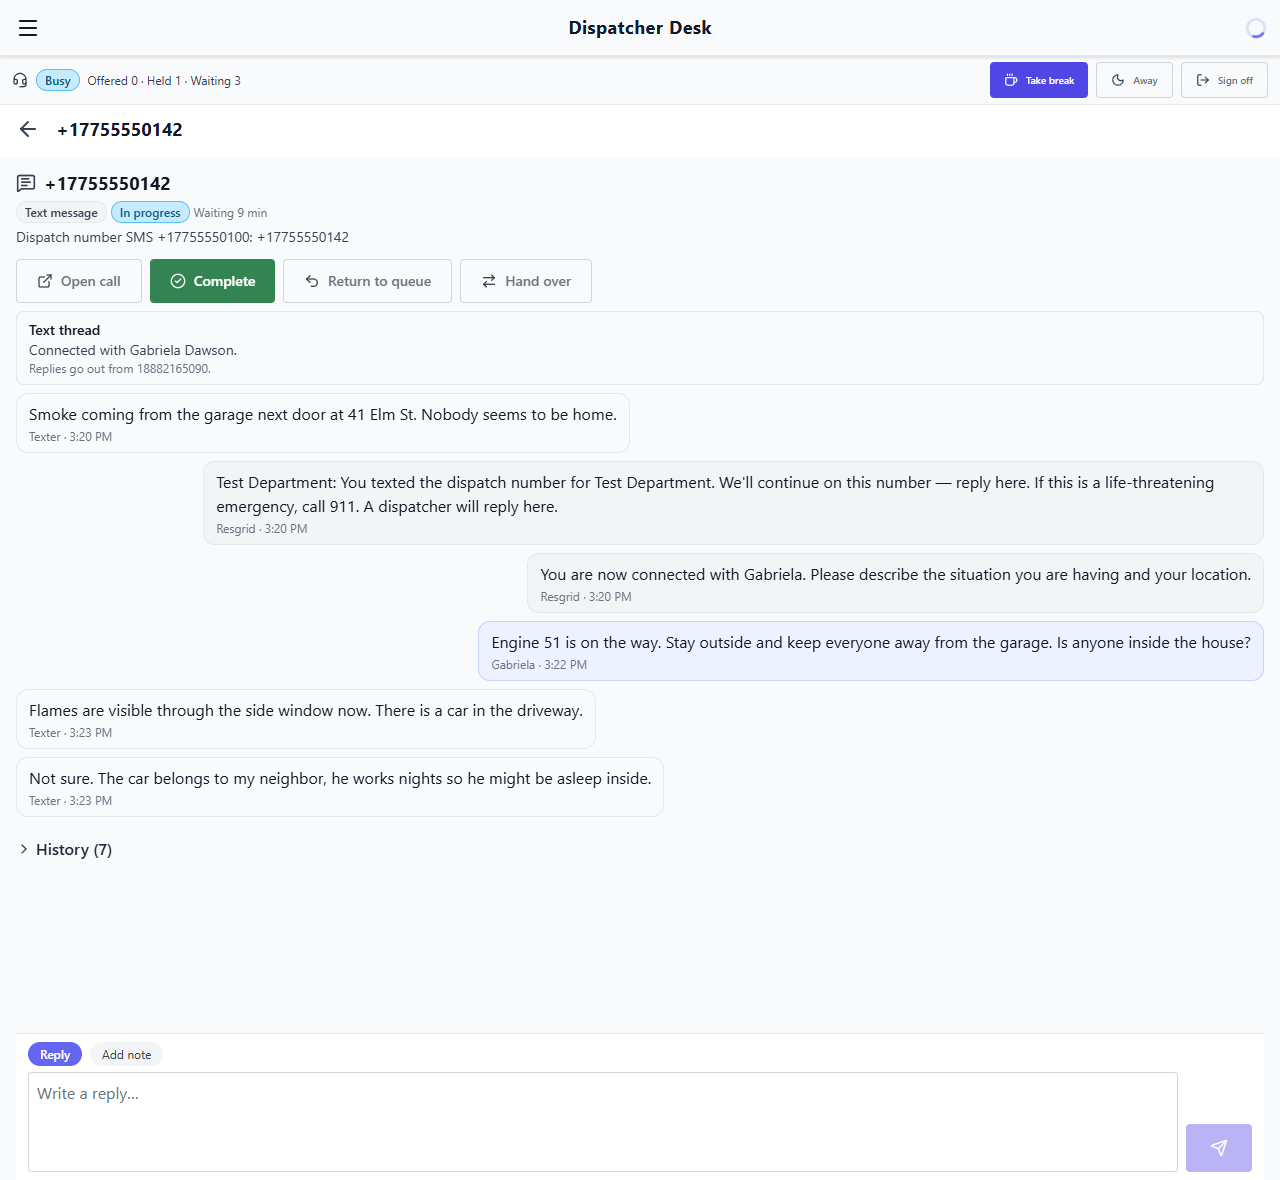 Dispatcher Desk
Busy Offered 0 · Held 1 · Waiting 3 Take break Away Sign off
+17755550142
+17755550142
Text message In progress Waiting 9 min
Dispatch number SMS +17755550100: +17755550142
Open call Complete Return to queue Hand over
Text thread
Connected with Gabriela Dawson.
Replies go out from 18882165090.
Smoke coming from the garage next door at 41 Elm St. Nobody seems to be home.
Texter · 3:20 PM
Test Department: You texted the dispatch number for Test Department. We'll continue on this number — reply here. If this is a life-threatening
emergency, call 911. A dispatcher will reply here.
Resgrid · 3:20 PM
You are now connected with Gabriela. Please describe the situation you are having and your location.
Resgrid · 3:20 PM
Engine 51 is on the way. Stay outside and keep everyone away from the garage. Is anyone inside the house?
Gabriela · 3:22 PM
Flames are visible through the side window now. There is a car in the driveway.
Texter · 3:23 PM
Not sure. The car belongs to my neighbor, he works nights so he might be asleep inside.
Texter · 3:23 PM
History (7)
Reply Add note
Write a reply...